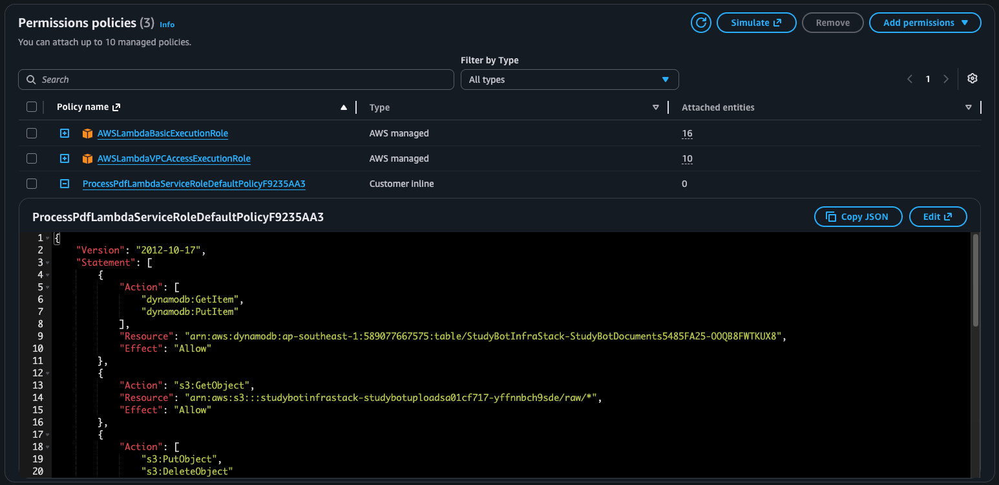 Permissions policies (3) Info
Simulate
Remove
Add permissions
You can attach up to 10 managed policies.
Filter by Type
Search
All types
1
Policy name
Type
Attached entities
AWSLambdaBasicExecutionRole AWS managed 16
AWSLambdaVPCAccessExecutionRole AWS managed 10
ProcessPdfLambdaServiceRoleDefaultPolicyF9235AA3 Customer inline 0
ProcessPdfLambdaServiceRoleDefaultPolicyF9235AA3
Copy JSON
Edit
1 {
2 "Version": "2012-10-17",
3 "Statement": [
4 {
5 "Action": [
6 "dynamodb:GetItem",
7 "dynamodb:PutItem"
8 ],
9 "Resource": "arn:aws:dynamodb:ap-southeast-1:589077667575:table/StudyBotInfraStack-StudyBotDocuments5485FA25-OOQB8FWTKUX8",
10 "Effect": "Allow"
11 },
12 {
13 "Action": "s3:GetObject",
14 "Resource": "arn:aws:s3:::studybotinfrastack-studybotuploadsa01cf717-yffnnbch9sde/raw/*",
15 "Effect": "Allow"
16 },
17 {
18 "Action": [
19 "s3:PutObject",
20 "s3:DeleteObject"